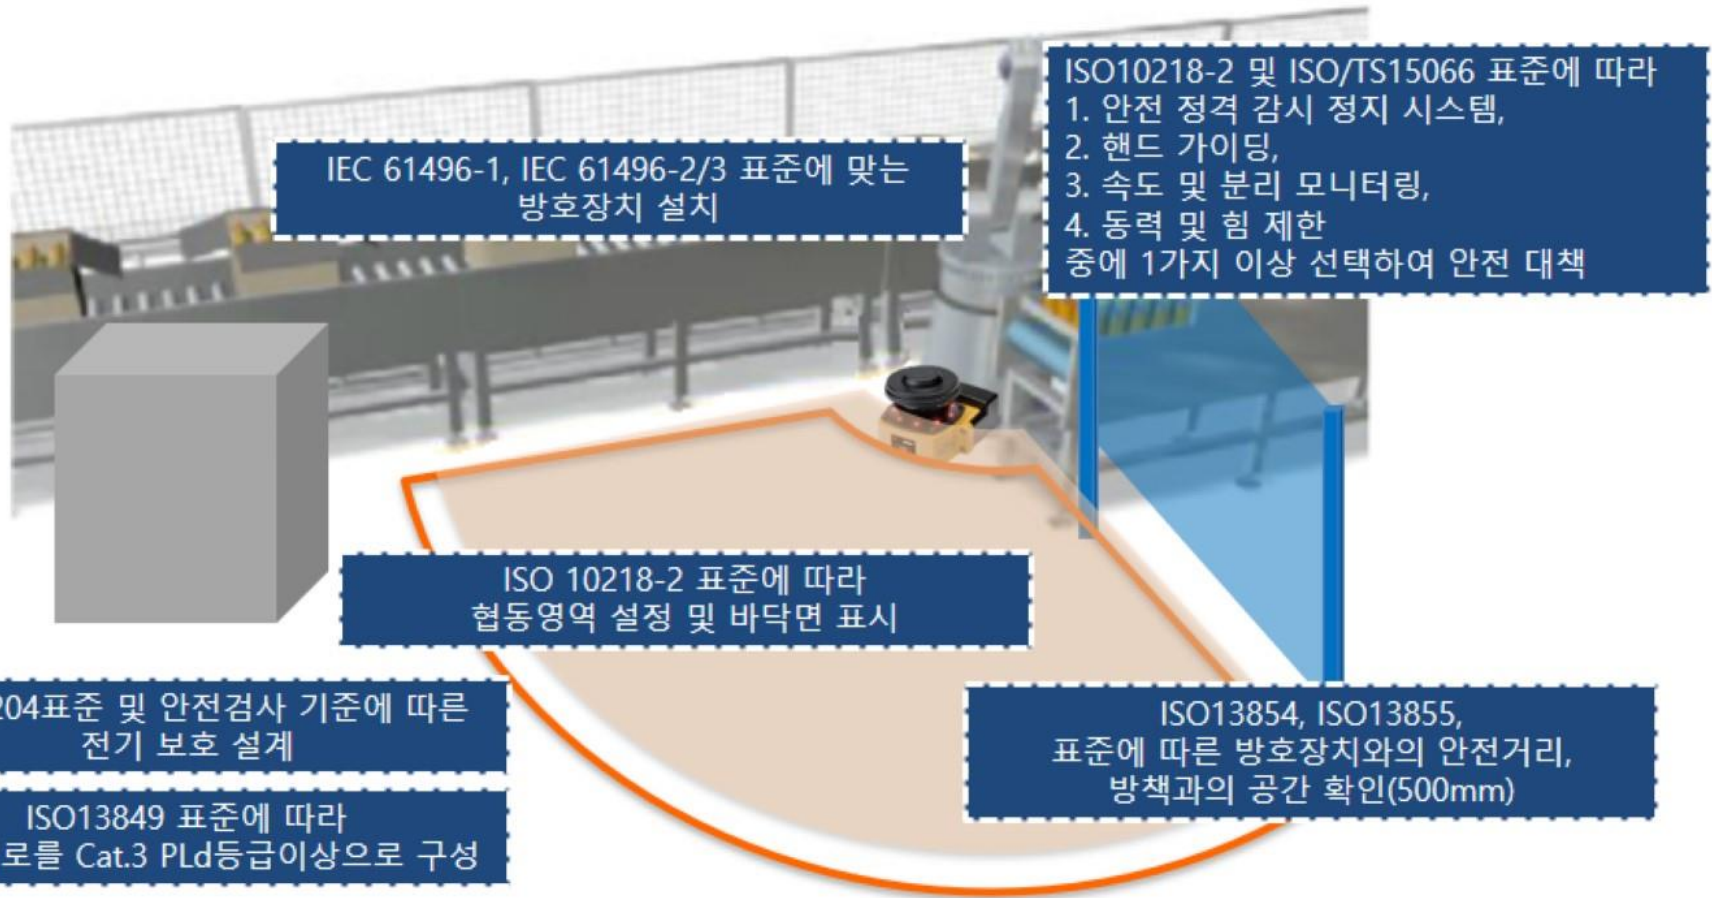 ISO10218-2 및 ISO/TS15066 표준에 따라
1. 안전 정격 감시 정지 시스템,
2. 핸드 가이딩,
3. 속도 및 분리 모니터링,
4. 동력 및 힘 제한
중에 1가지 이상 선택하여 안전 대책
IEC 61496-1, IEC 61496-2/3 표준에 맞는
방호장치 설치
ISO 10218-2 표준에 따라
협동영역 설정 및 바닥면 표시
204표준 및 안전검사 기준에 따른
전기 보호 설계
ISO13849 표준에 따라
로를 Cat.3 PLd등급이상으로 구성
ISO13854, ISO13855,
표준에 따른 방호장치와의 안전거리,
방책과의 공간 확인(500mm)